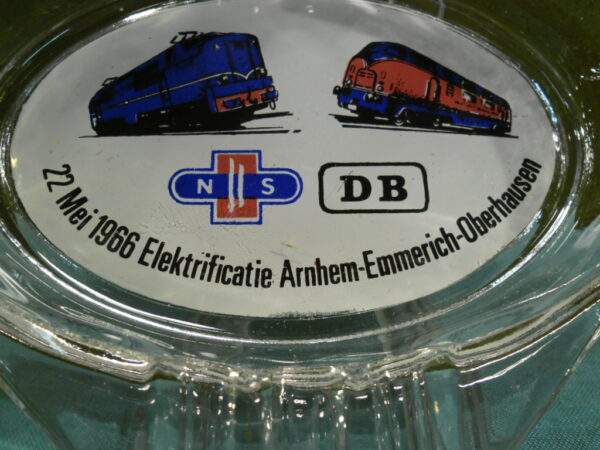 NS
DB
22 Mei 1966 Elektrificatie Arnhem-Emmerich-Oberhausen